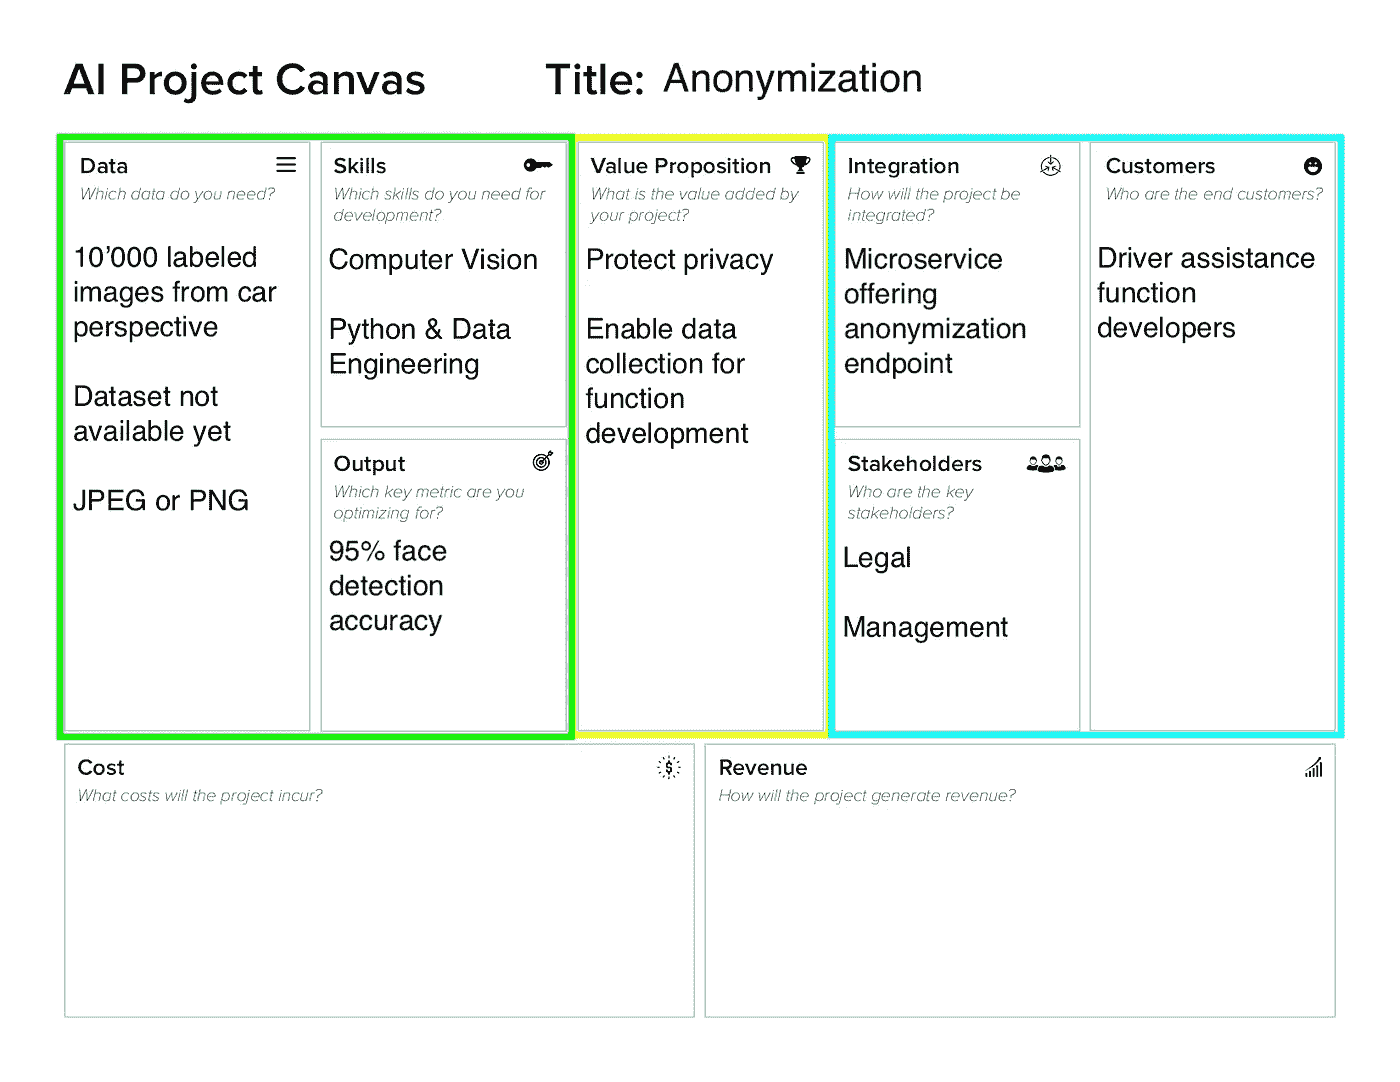 AI Project Canvas
Title: Anonymization
Data
Which data do you need?
10’000 labeled
images from car
perspective
Dataset not
available yet
JPEG or PNG
Skills
Which skills do you need for
development?
Computer Vision
Python & Data
Engineering
Output
Which key metric are you
optimizing for?
95% face
detection
accuracy
Value Proposition
What is the value added by
your project?
Protect privacy
Enable data
collection for
function
development
Integration
How will the project be
integrated?
Microservice
offering
anonymization
endpoint
Stakeholders
Who are the key
stakeholders?
Legal
Management
Customers
Who are the end customers?
Driver assistance
function
developers
Cost
What costs will the project incur?
Revenue
How will the project generate revenue?